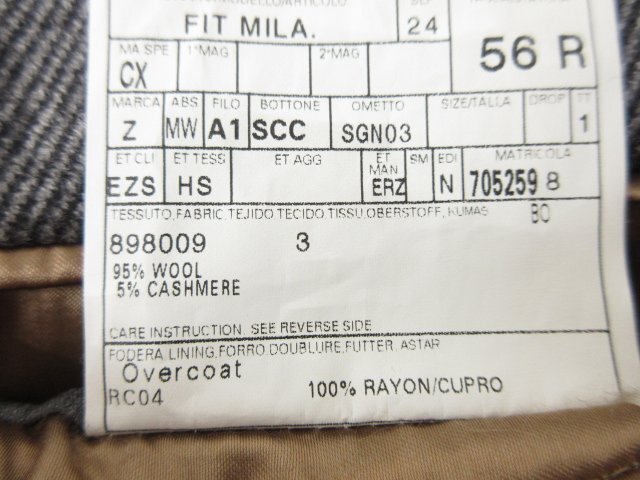 FIT MILA.
24
56 R
MA SPE 1°MAG 2°MAG
CX
MARCA ABS FILO BOTTONE OMETTO SIZE/TALLA DROP
Z MW A1 SCC SGN03 1
ET CLI ET TESS ET AGG ET MAN SM EDI MATRICOLA
EZS HS ERZ N 705259 8
TESSUTO,FABRIC,TEJIDO,TECIDO,TISSU,OBERSTOFF,KUMAS BO
898009 3
95% WOOL
5% CASHMERE
CARE INSTRUCTION, SEE REVERSE SIDE
FODERA,LINING,FORRO,DOUBLURE,FUTTER,ASTAR
Overcoat
RC04 100% RAYON/CUPRO